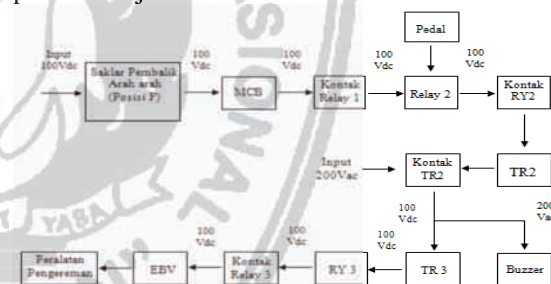 Pedal
Input
100Vdc
Saklar Pembalik
Arah arah
(Posisi F)
100
Vdc
MCB
100
Vdc
Kontak
Relay 1
100
Vdc
Relay 2
100
Vdc
Kontak
RY2
Input
200Vac
Kontak
TR2
TR2
100
Vdc
200
Vac
Peralatan
Pengereman
EBV
100
Vdc
Kontak
Relay 3
100
Vdc
RY 3
100
Vdc
TR 3
Buzzer